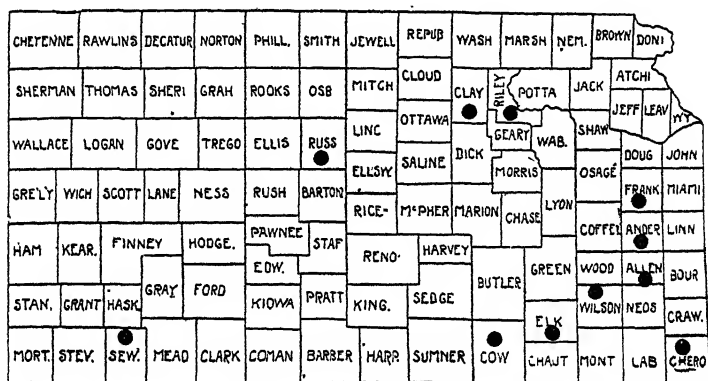 CHEYENNE RAWLINS DECATUR NORTON PHILL. SMITH JEWELL REPUB WASH MARSH NEM. BROWN DONI
SHERMAN THOMAS SHERI GRAH ROOKS OSB MITCH CLOUD CLAY RILEY POTTA JACK ATCHI
JEFF LEAV WY
WALLACE LOGAN GOVE TREGO ELLIS RUSS LINC OTTAWA GEARY WAB. SHAW
ELLSW SALINE DICK MORRIS OSAGE DOUG JOHN
GRE'LY WICH SCOTT LANE NESS RUSH BARTON RICE- McPHER MARION CHASE LYON FRANK MIAMI
HAM KEAR. FINNEY HODGE. PAWNEE STAF RENO. HARVEY COFFEY ANDER LINN
EDW. BUTLER GREEN WOOD ALLEN BOUR
STAN. GRANT HASK. GRAY FORD KIOWA PRATT KING. SEDGE ELK WILSON NEOS CRAW.
MORT. STEV. SEW. MEAD CLARK COMAN BARBER HARP. SUMNER COW CHAUT MONT LAB CHERO